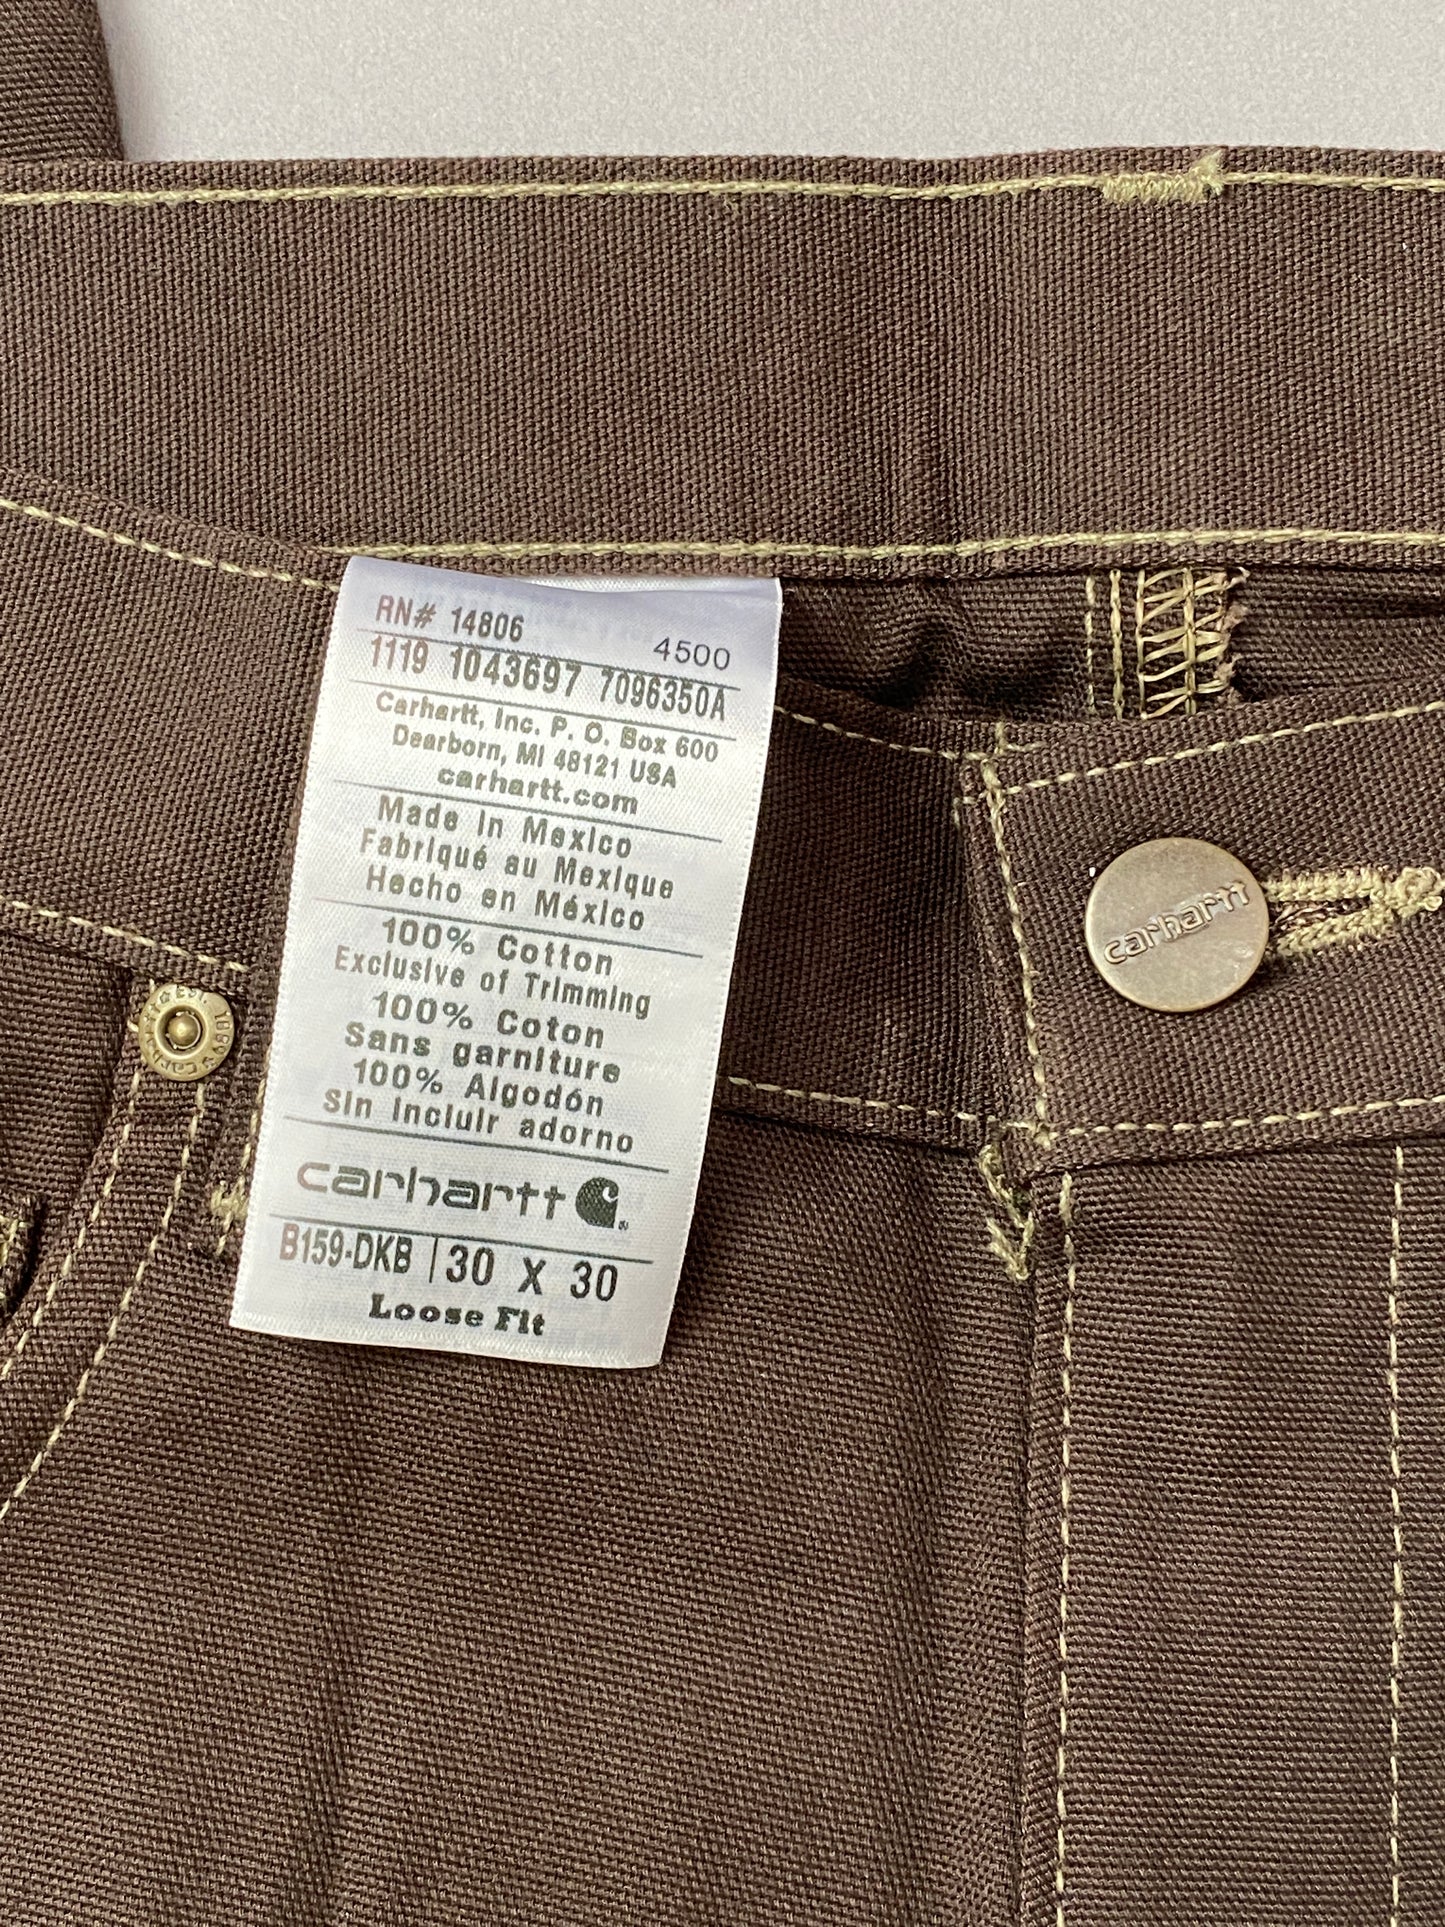 RN# 14806 4500
1119 1043697 7096350A
Carhartt, Inc. P. O. Box 600
Dearborn, MI 48121 USA
carhartt.com
Made in Mexico
Fabriqué au Mexique
Hecho en México
100% Cotton
Exclusive of Trimming
100% Coton
Sans garniture
100% Algodón
Sin incluir adorno
carhartt
B159-DKB | 30 X 30
Loose Fit
carhartt
EST. 1889